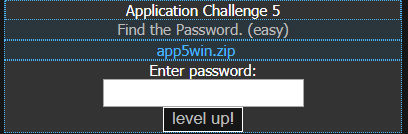 Application Challenge 5
Find the Password. (easy)
app5win.zip
Enter password:
level up!